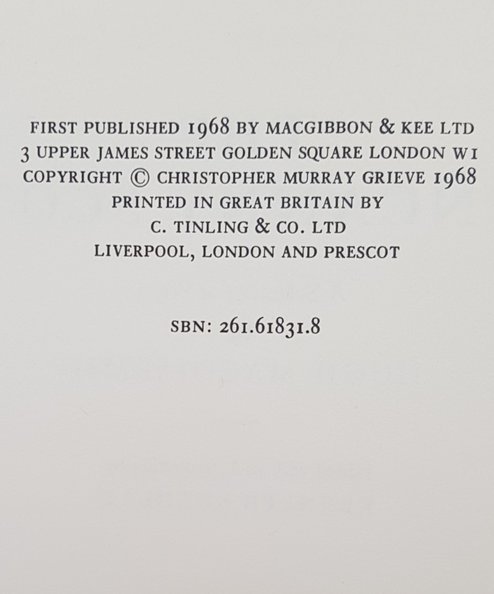 FIRST PUBLISHED 1968 BY MACGIBBON & KEE LTD
3 UPPER JAMES STREET GOLDEN SQUARE LONDON W1
COPYRIGHT © CHRISTOPHER MURRAY GRIEVE 1968
PRINTED IN GREAT BRITAIN BY
C. TINLING & CO. LTD
LIVERPOOL, LONDON AND PRESCOT
SBN: 261.61831.8